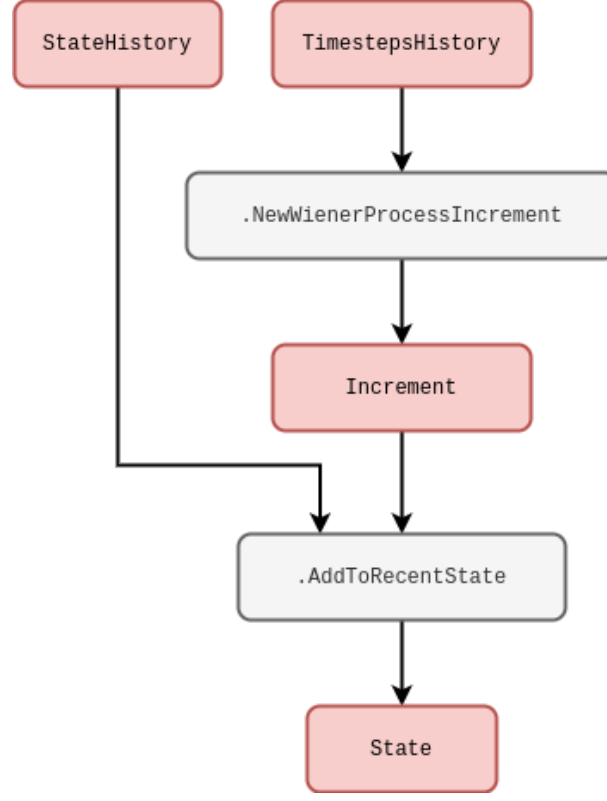 StateHistory
TimestepsHistory
.NewWienerProcessIncrement
Increment
.AddToRecentState
State